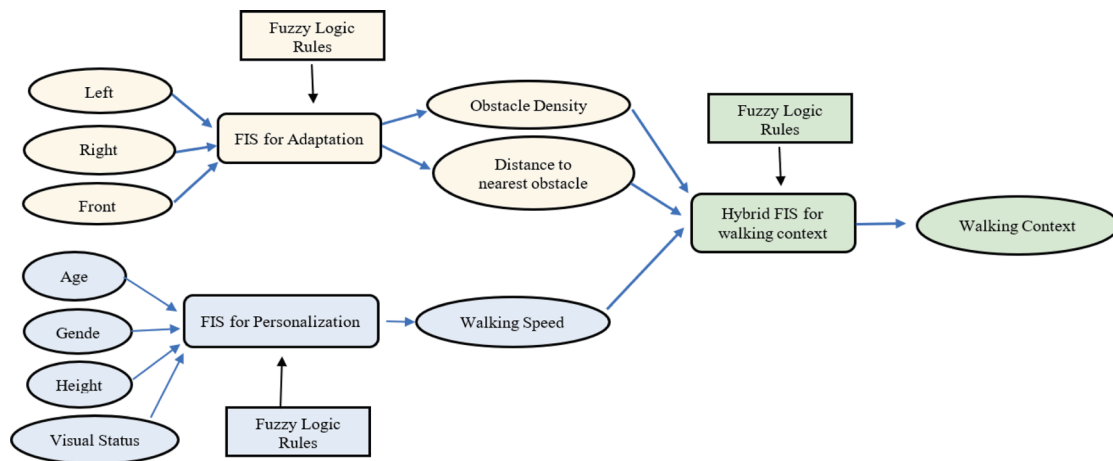 Fuzzy Logic
Rules
Left
Right
Front
FIS for Adaptation
Obstacle Density
Distance to
nearest obstacle
Fuzzy Logic
Rules
Hybrid FIS for
walking context
Walking Context
Age
Gende
Height
Visual Status
FIS for Personalization
Walking Speed
Fuzzy Logic
Rules